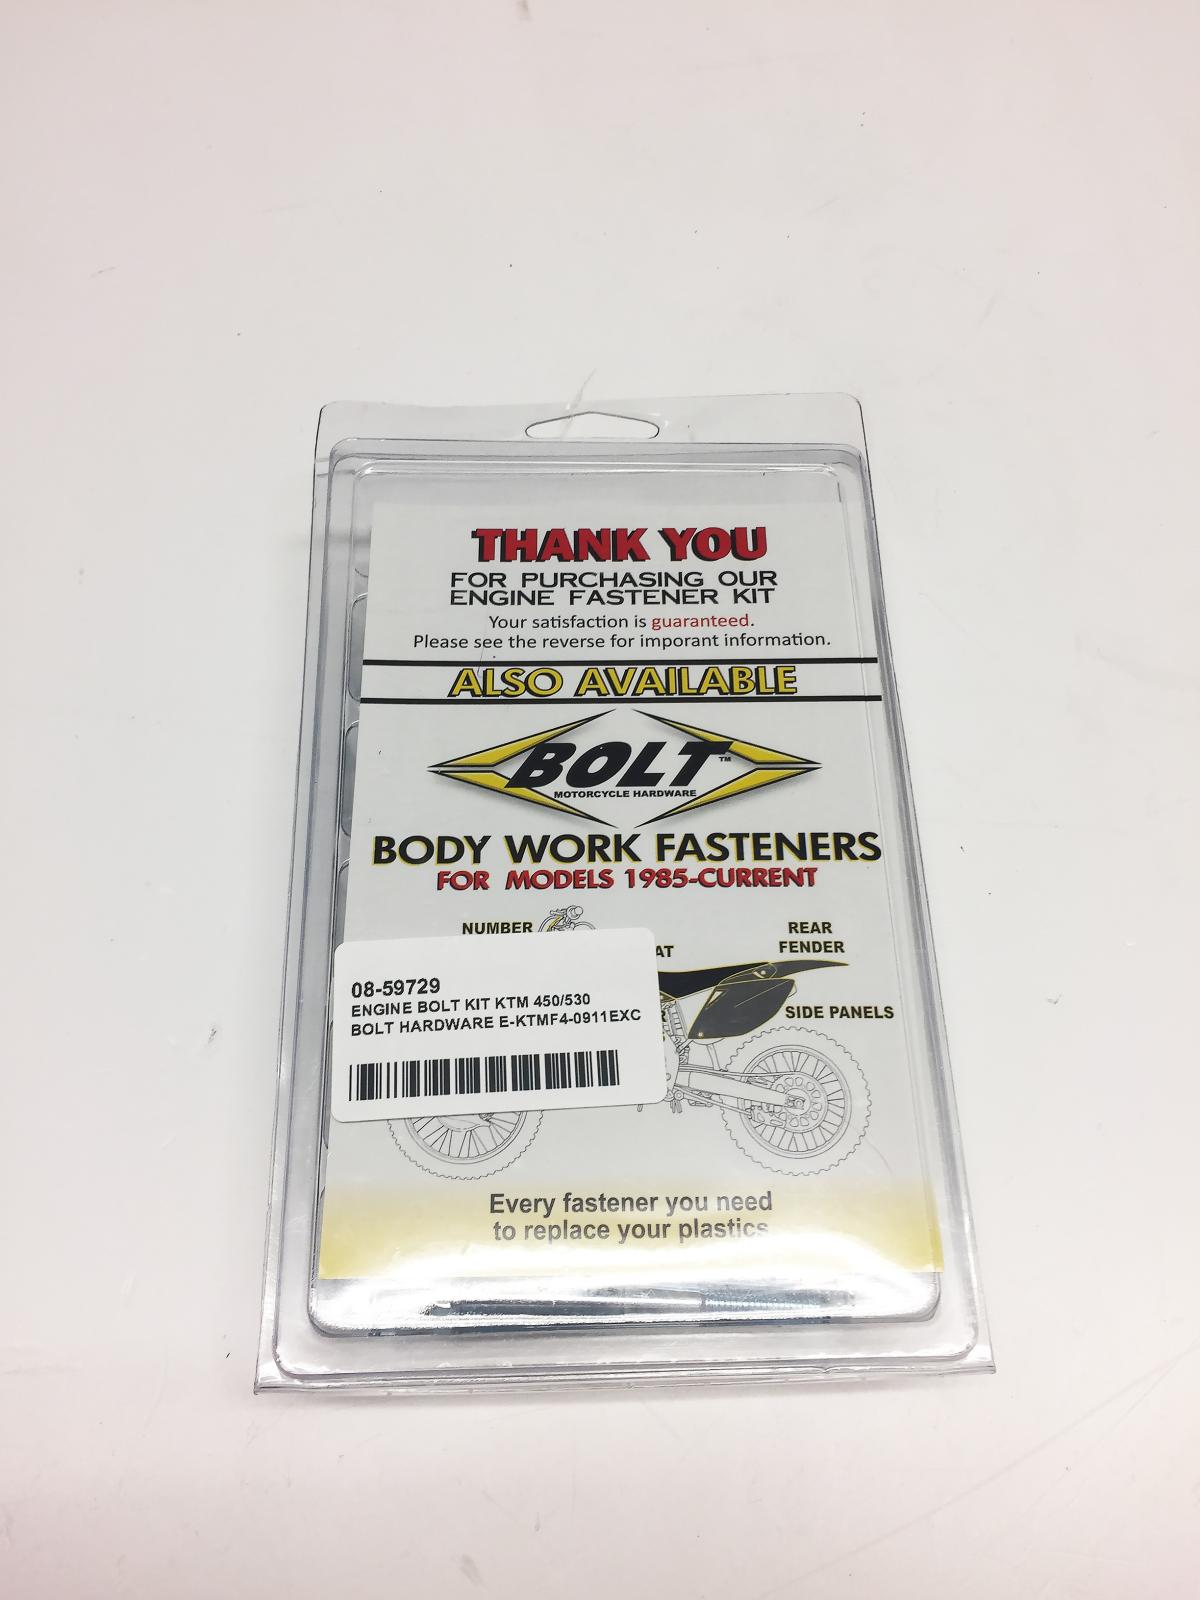 THANK YOU
FOR PURCHASING OUR
ENGINE FASTENER KIT
Your satisfaction is guaranteed.
Please see the reverse for imporant information.
ALSO AVAILABLE
BOLT™
MOTORCYCLE HARDWARE
BODY WORK FASTENERS
FOR MODELS 1985-CURRENT
NUMBER
REAR
FENDER
SIDE PANELS
08-59729
ENGINE BOLT KIT KTM 450/530
BOLT HARDWARE E-KTMF4-0911EXC
Every fastener you need
to replace your plastics.